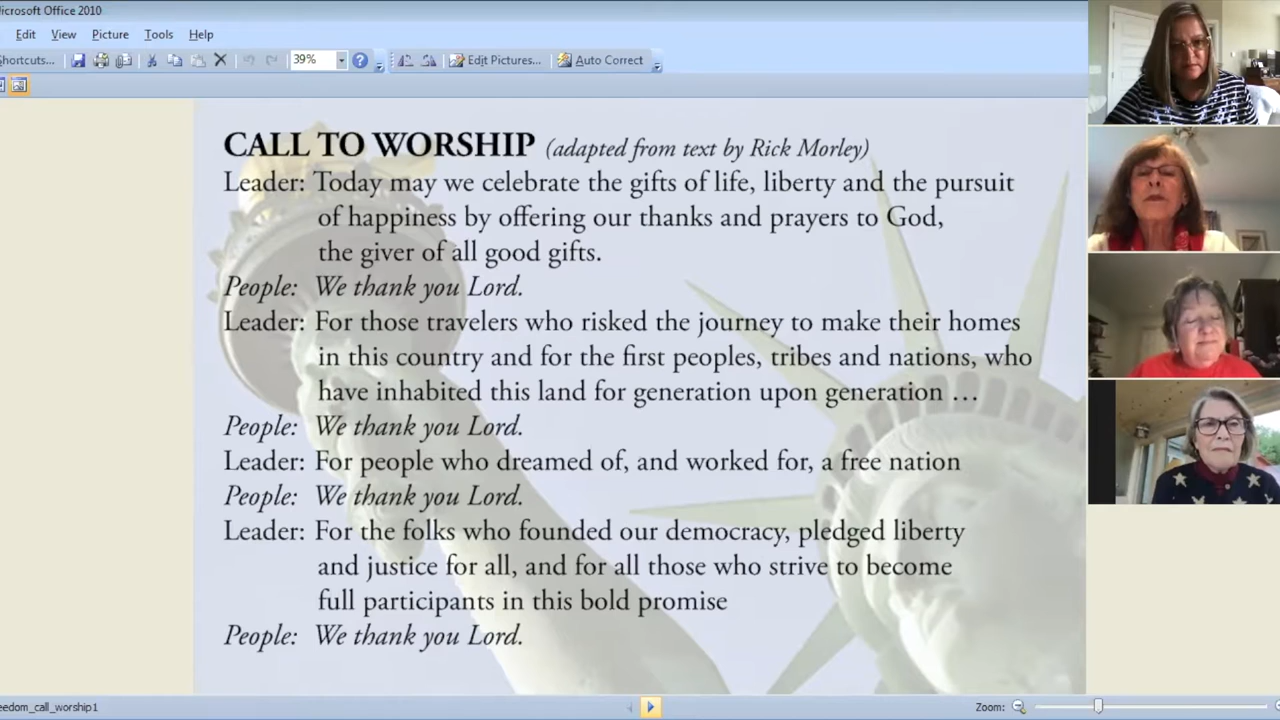 icrosoft Office 2010
Edit View Picture Tools Help
hortcuts... 39% Edit Pictures... Auto Correct
CALL TO WORSHIP (adapted from text by Rick Morley)
Leader: Today may we celebrate the gifts of life, liberty and the pursuit
of happiness by offering our thanks and prayers to God,
the giver of all good gifts.
People: We thank you Lord.
Leader: For those travelers who risked the journey to make their homes
in this country and for the first peoples, tribes and nations, who
have inhabited this land for generation upon generation …
People: We thank you Lord.
Leader: For people who dreamed of, and worked for, a free nation
People: We thank you Lord.
Leader: For the folks who founded our democracy, pledged liberty
and justice for all, and for all those who strive to become
full participants in this bold promise
People: We thank you Lord.
eedom_call_worship1 Zoom: